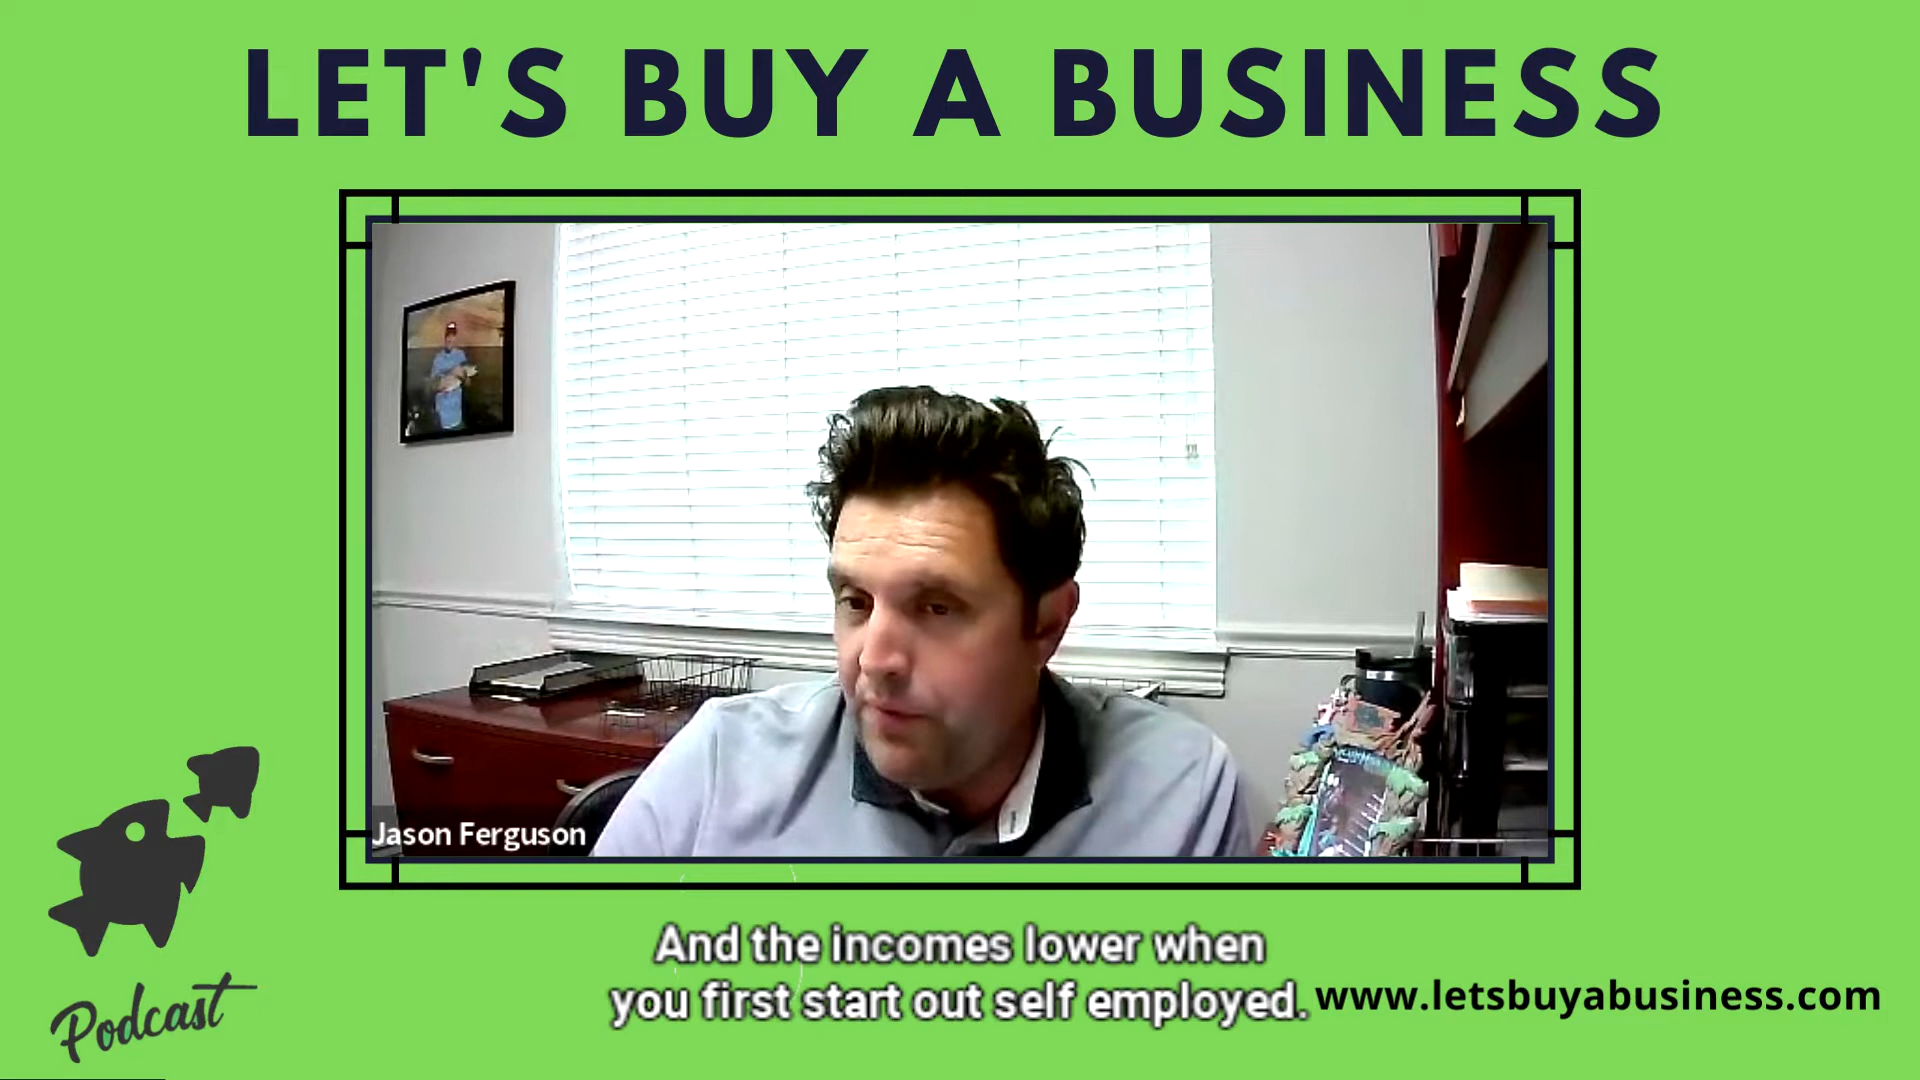 LET'S BUY A BUSINESS
Jason Ferguson
And the incomes lower when
you first start out self employed.
www.letsbuyabusiness.com
Podcast